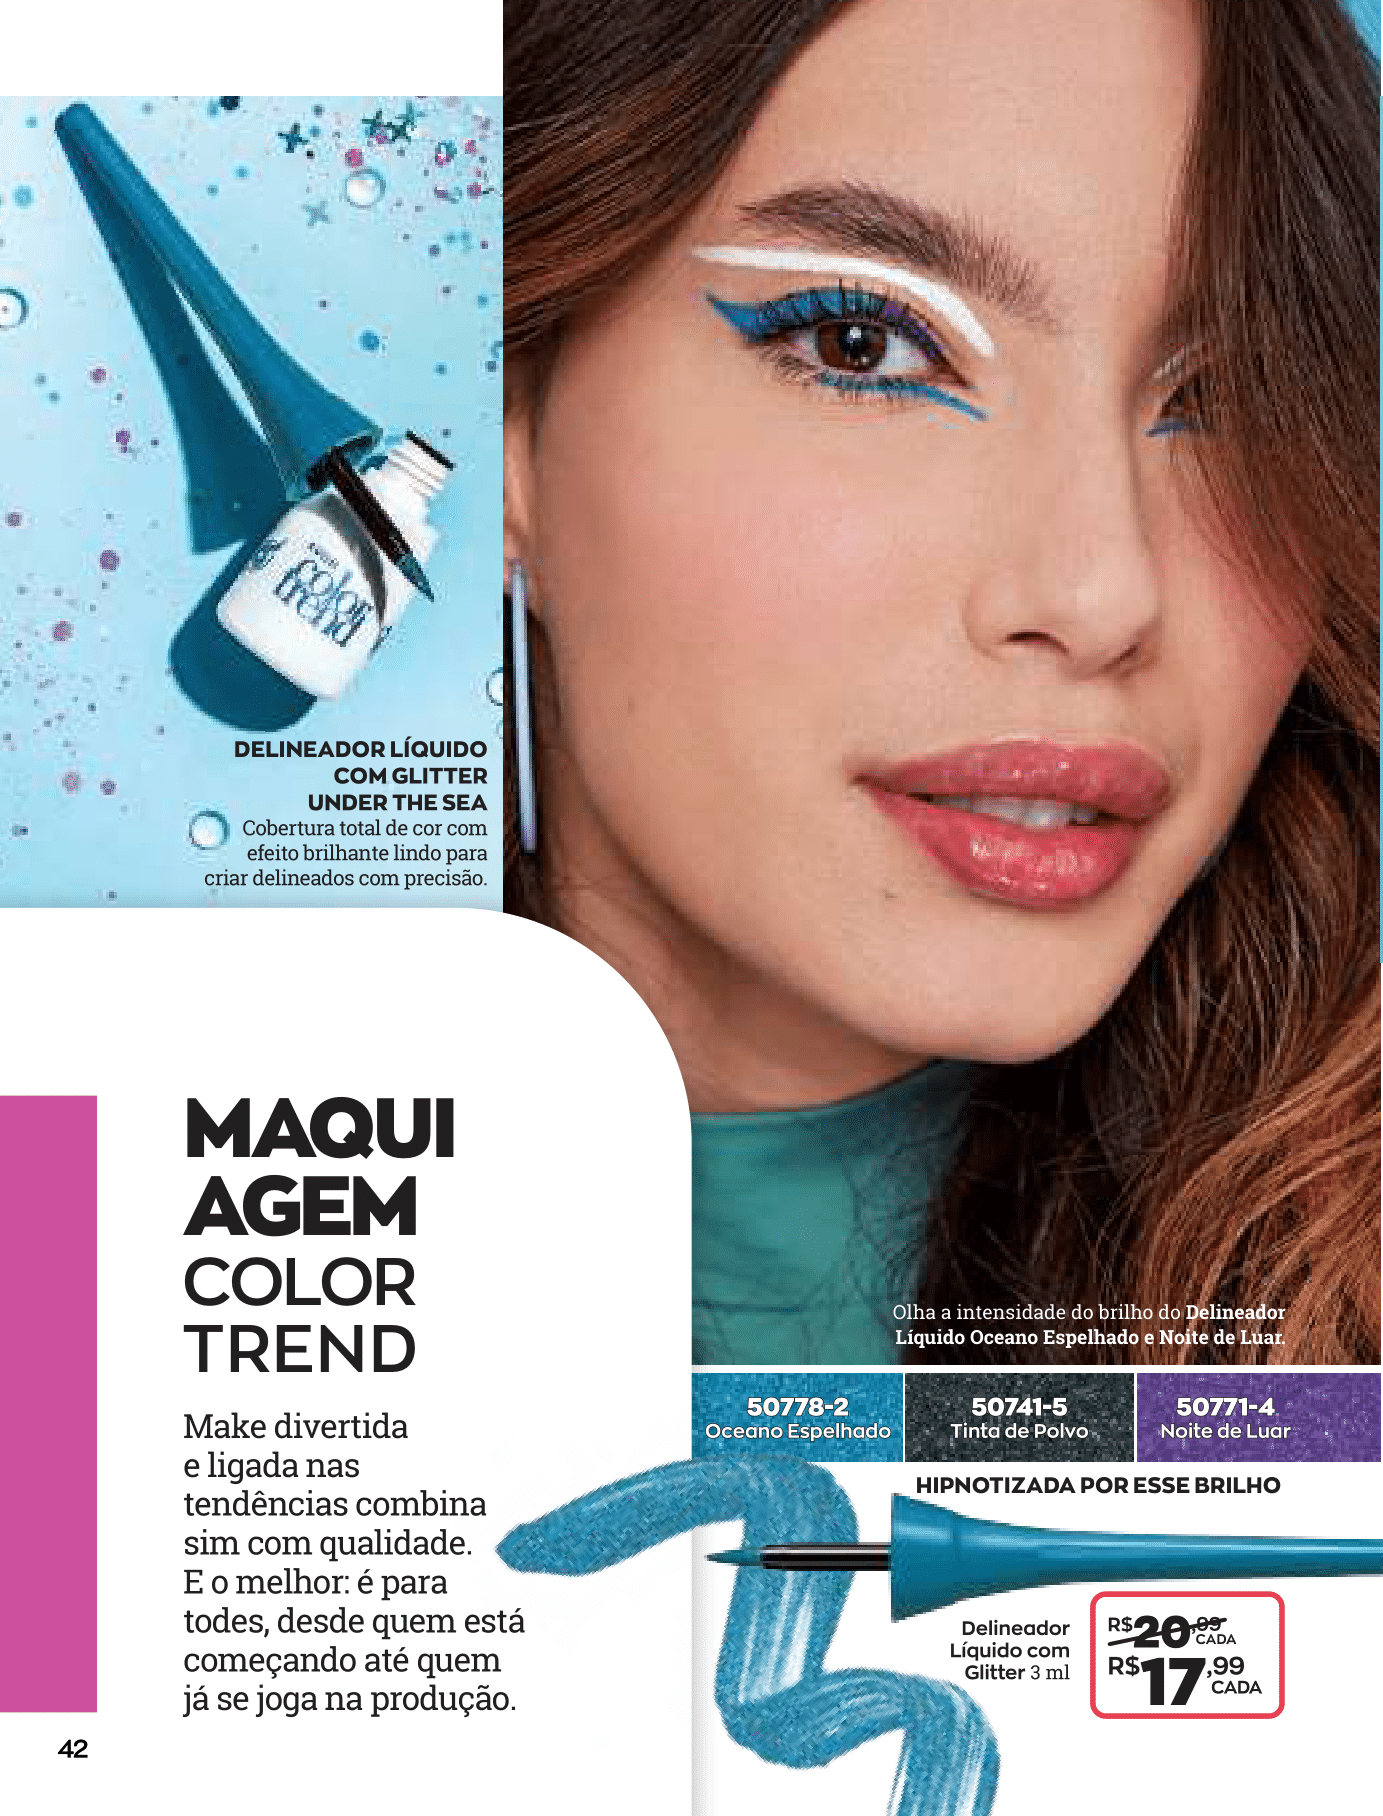 color
trend
DELINEADOR LÍQUIDO
COM GLITTER
UNDER THE SEA
Cobertura total de cor com
efeito brilhante lindo para
criar delineados com precisão.
MAQUI
AGEM
COLOR
TREND
Make divertida
e ligada nas
tendências combina
sim com qualidade.
E o melhor: é para
todes, desde quem está
começando até quem
já se joga na produção.
42
Olha a intensidade do brilho do Delineador
Líquido Oceano Espelhado e Noite de Luar.
50778-2
Oceano Espelhado
50741-5
Tinta de Polvo
50771-4
Noite de Luar
HIPNOTIZADA POR ESSE BRILHO
Delineador
Líquido com
Glitter 3 ml
R$20,99
CADA
R$17,99
CADA